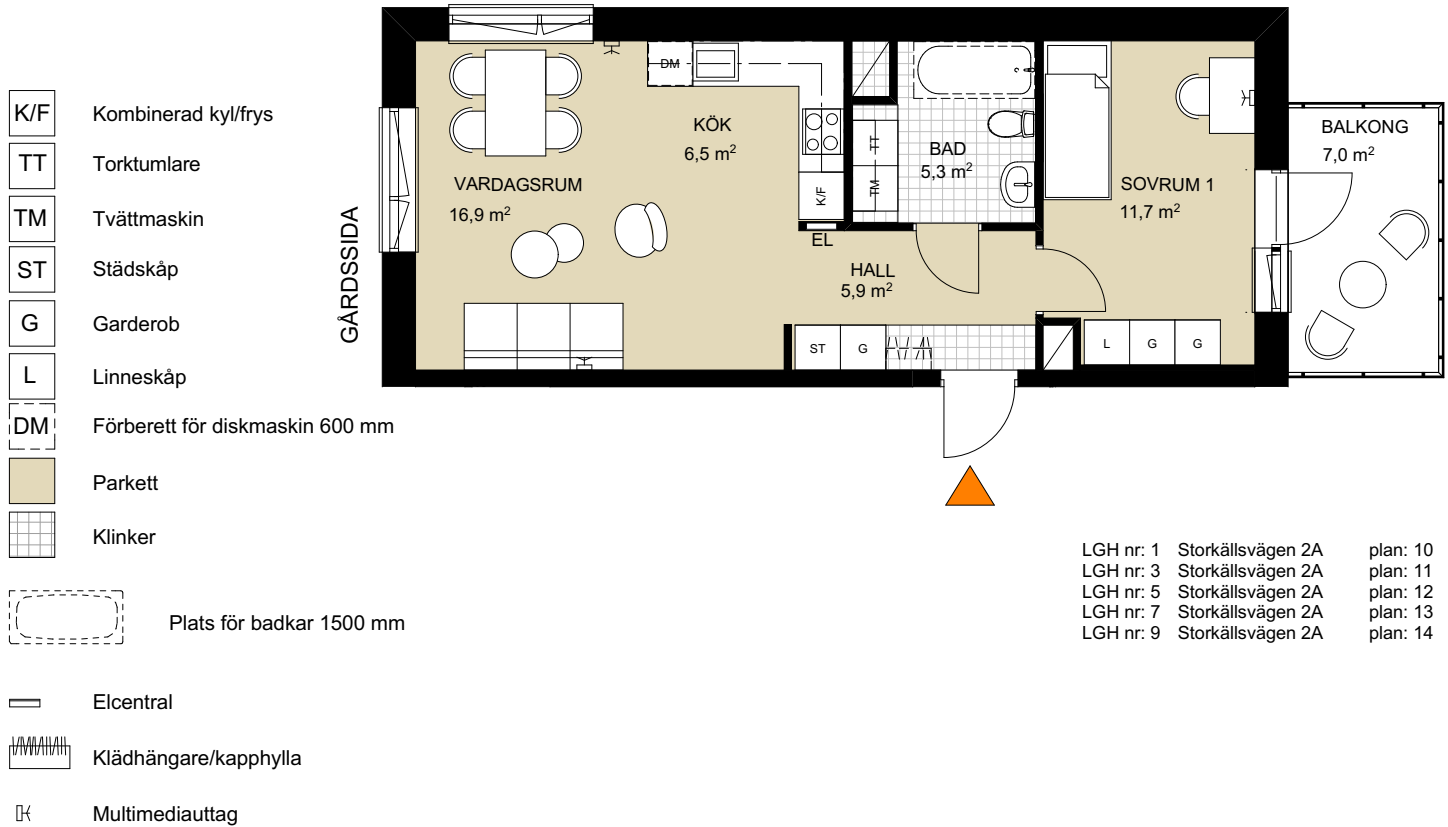 K/F Kombinerad kyl/frys
TT Torktumlare
TM Tvättmaskin
ST Städskåp
G Garderob
L Linneskåp
DM Förberett för diskmaskin 600 mm
Parkett
Klinker
Plats för badkar 1500 mm
Elcentral
Klädhängare/kapphylla
Multimediauttag
GÅRDSSIDA
VARDAGSRUM
16,9 m²
DM
KÖK
6,5 m²
K/F
EL
TT
TM
BAD
5,3 m²
HALL
5,9 m²
ST
G
SOVRUM 1
11,7 m²
L
G
G
BALKONG
7,0 m²
LGH nr: 1 Storkällsvägen 2A plan: 10
LGH nr: 3 Storkällsvägen 2A plan: 11
LGH nr: 5 Storkällsvägen 2A plan: 12
LGH nr: 7 Storkällsvägen 2A plan: 13
LGH nr: 9 Storkällsvägen 2A plan: 14